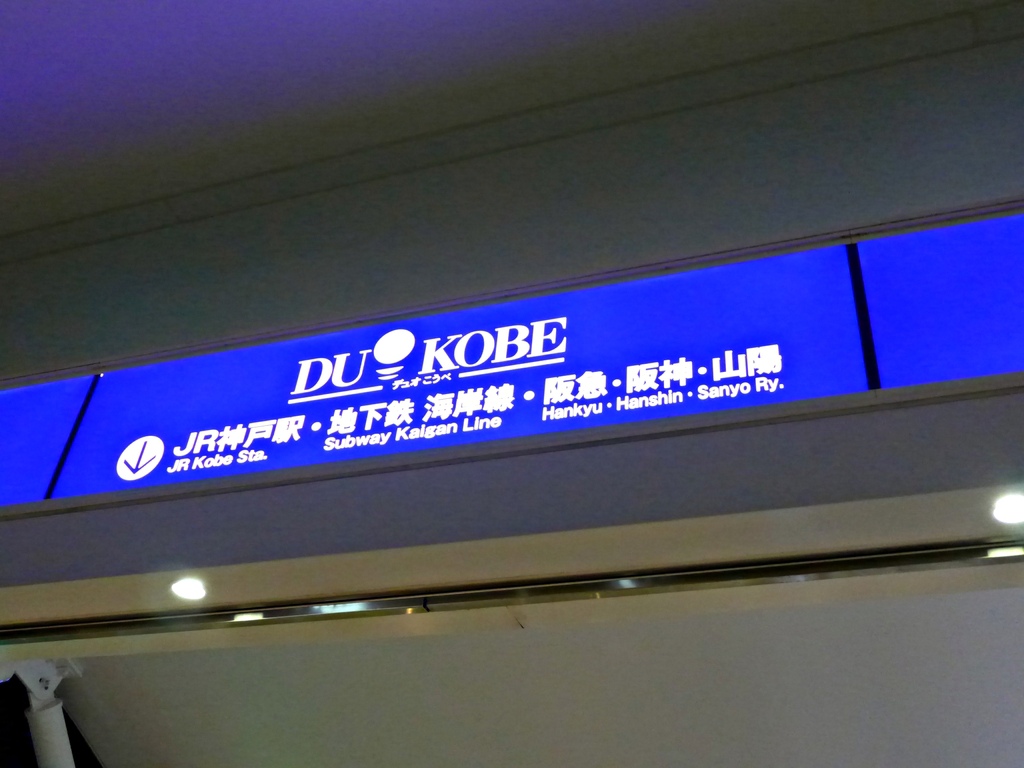 DUO KOBE
デュオこうべ
JR神戸駅・地下鉄 海岸線・阪急・阪神・山陽
JR Kobe Sta. Subway Kaigan Line Hankyu・Hanshin・Sanyo Ry.